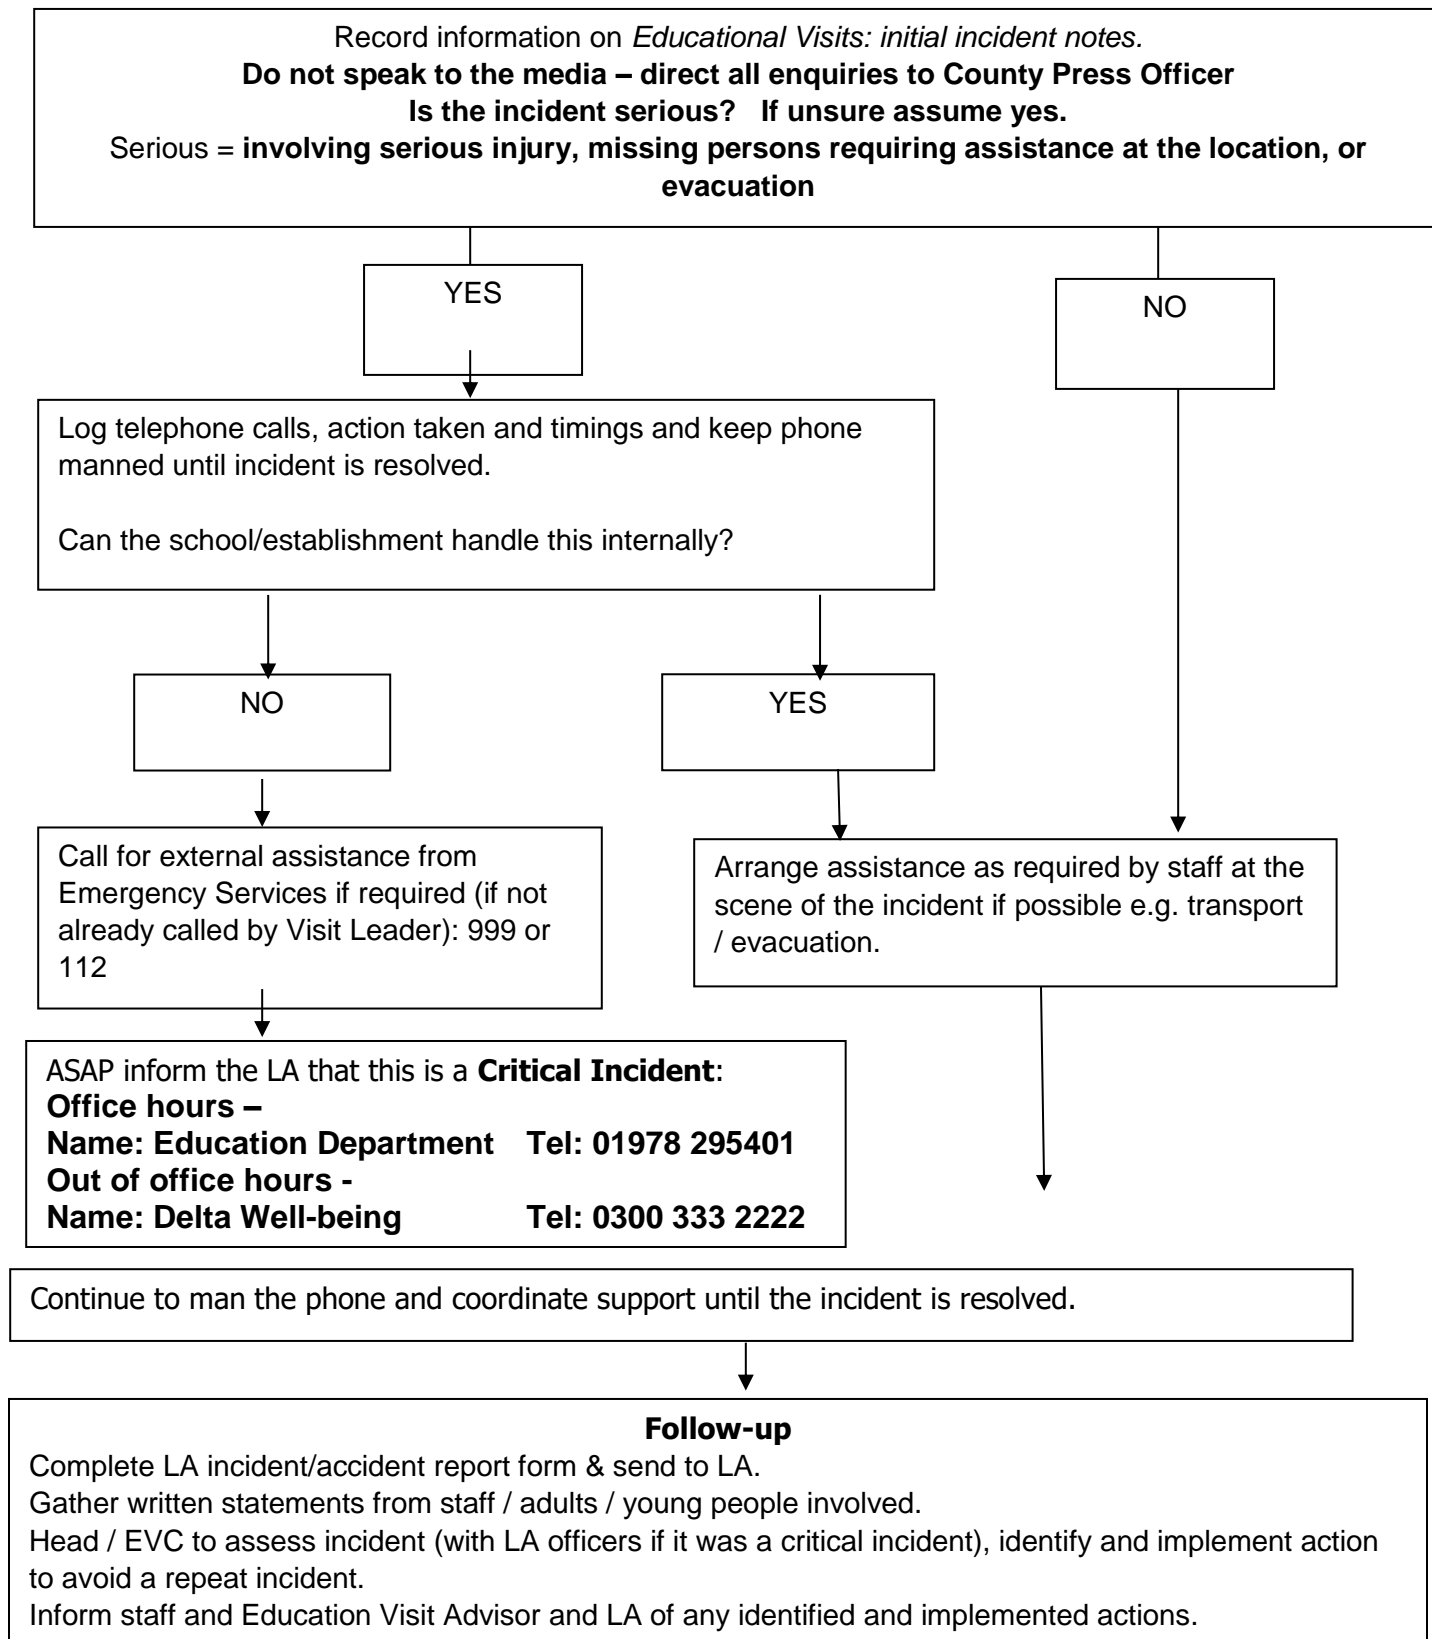 Record information on Educational Visits: initial incident notes.
Do not speak to the media – direct all enquiries to County Press Officer
Is the incident serious? If unsure assume yes.
Serious = involving serious injury, missing persons requiring assistance at the location, or
evacuation
YES
NO
Log telephone calls, action taken and timings and keep phone
manned until incident is resolved.
Can the school/establishment handle this internally?
NO
YES
Call for external assistance from
Emergency Services if required (if not
already called by Visit Leader): 999 or
112
Arrange assistance as required by staff at the
scene of the incident if possible e.g. transport
/ evacuation.
ASAP inform the LA that this is a Critical Incident:
Office hours –
Name: Education Department Tel: 01978 295401
Out of office hours -
Name: Delta Well-being Tel: 0300 333 2222
Continue to man the phone and coordinate support until the incident is resolved.
Follow-up
Complete LA incident/accident report form & send to LA.
Gather written statements from staff / adults / young people involved.
Head / EVC to assess incident (with LA officers if it was a critical incident), identify and implement action
to avoid a repeat incident.
Inform staff and Education Visit Advisor and LA of any identified and implemented actions.